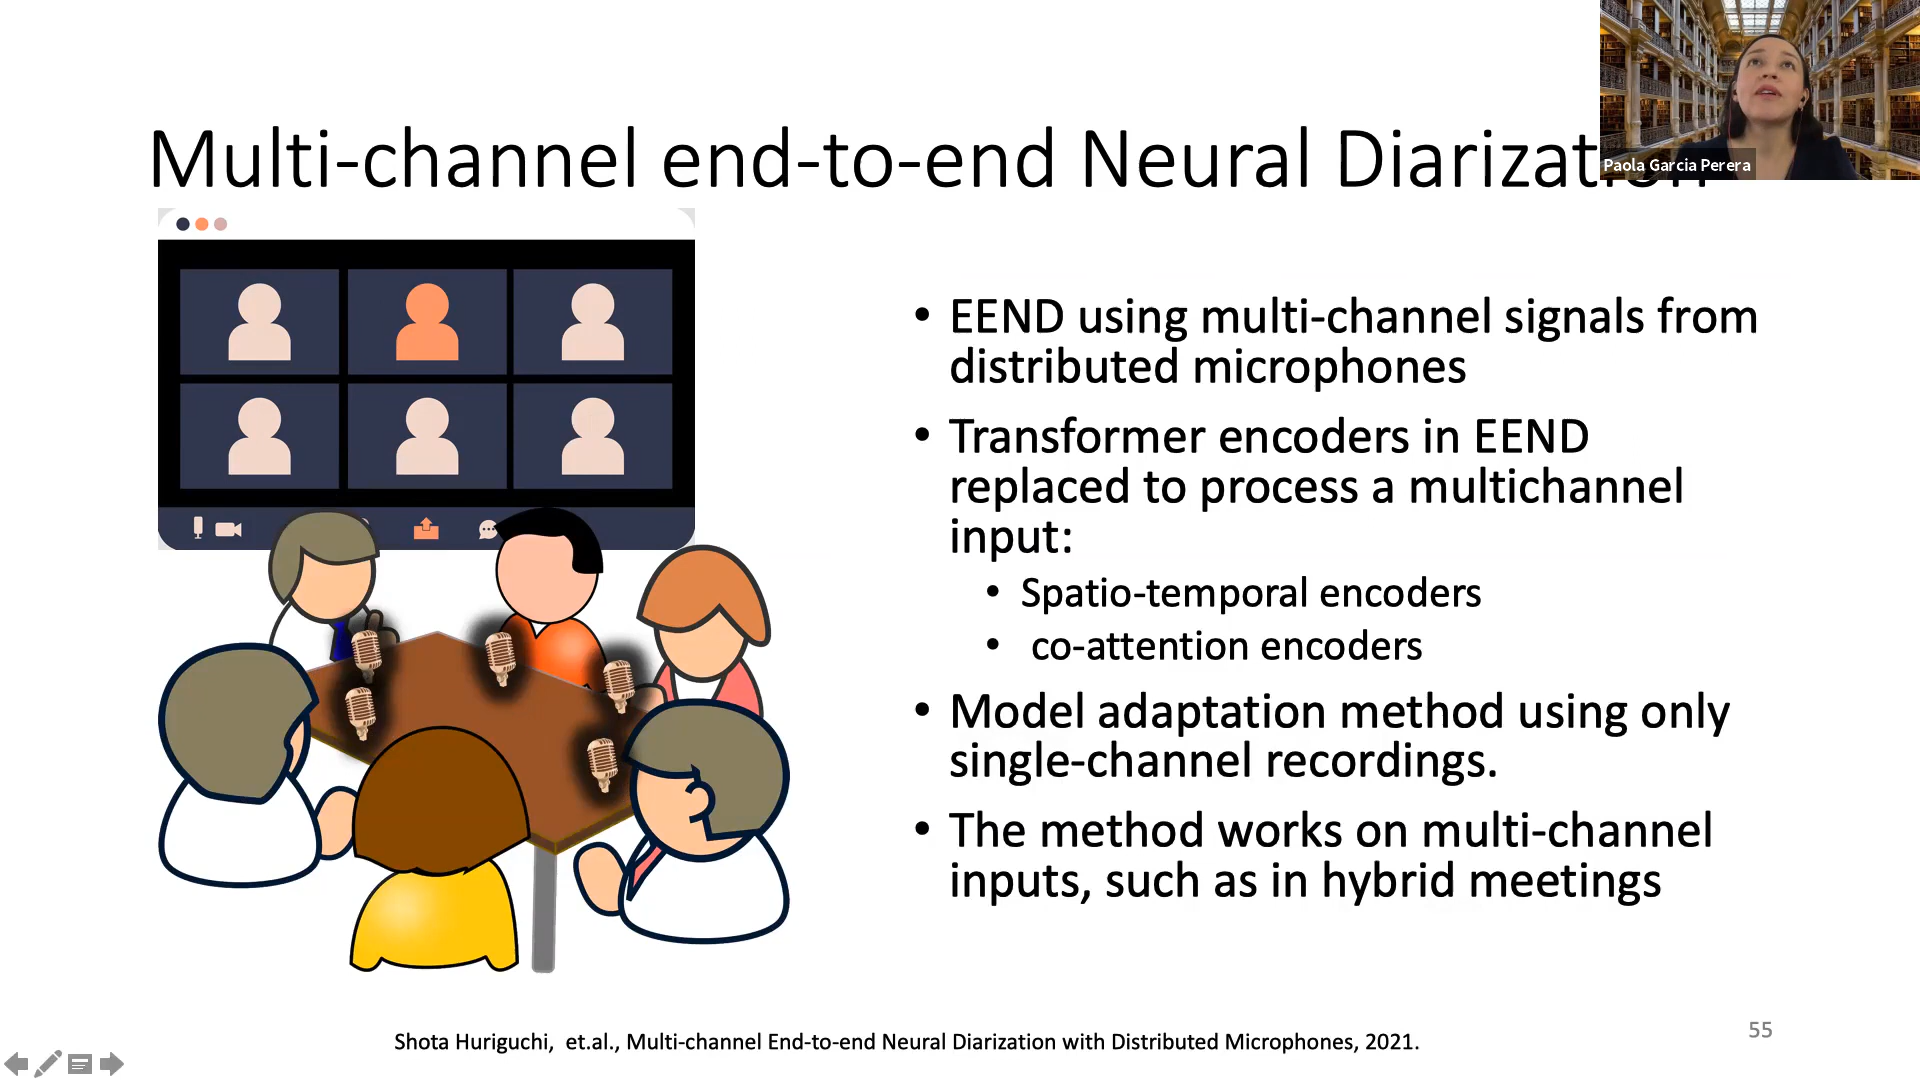 Multi-channel end-to-end Neural Diarization
Paola Garcia Perera
• EEND using multi-channel signals from
distributed microphones
• Transformer encoders in EEND
replaced to process a multichannel
input:
• Spatio-temporal encoders
• co-attention encoders
• Model adaptation method using only
single-channel recordings.
• The method works on multi-channel
inputs, such as in hybrid meetings
Shota Huriguchi, et.al., Multi-channel End-to-end Neural Diarization with Distributed Microphones, 2021.
55